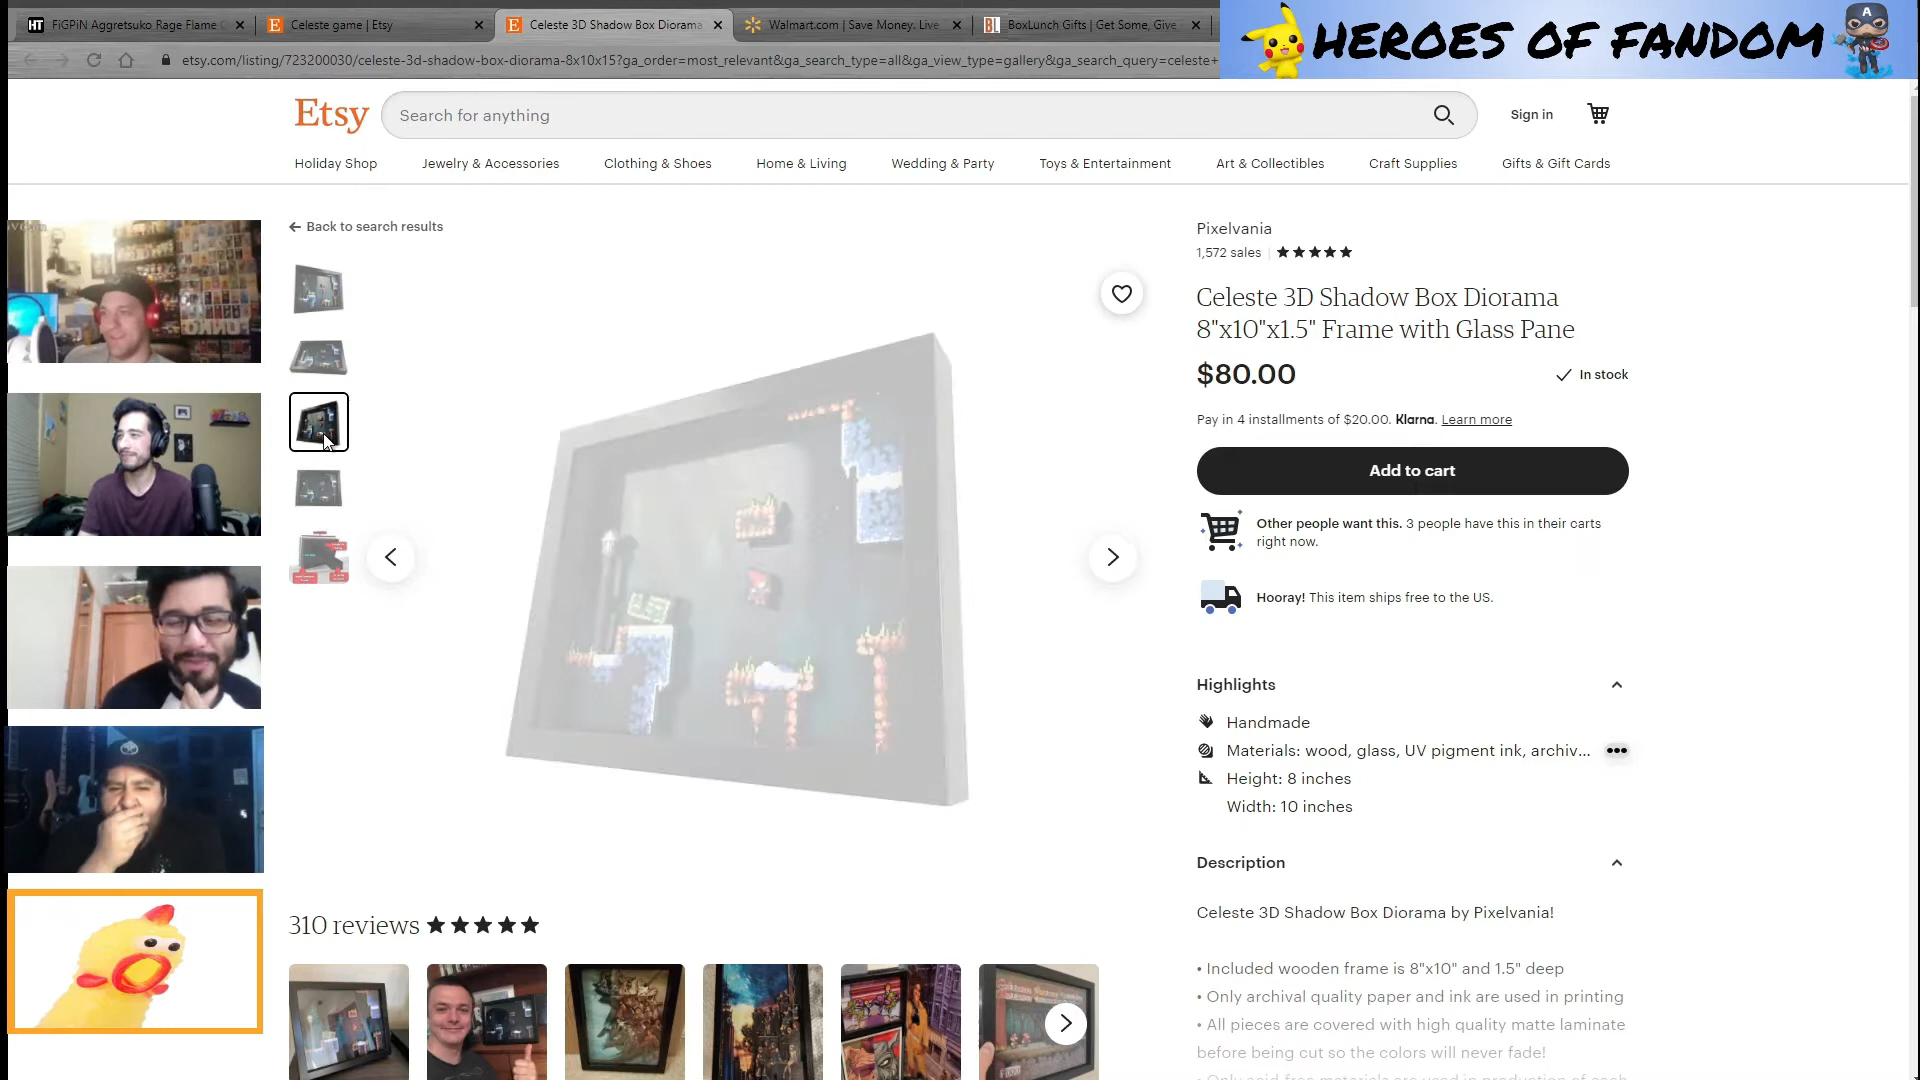 FiGPiN Aggretsuko Rage Flame
Celeste game | Etsy
Celeste 3D Shadow Box Diorama
Walmart.com | Save Money. Live
BoxLunch Gifts | Get Some, Give
HEROES OF FANDOM
etsy.com/listing/723200030/celeste-3d-shadow-box-diorama-8x10x15?ga_order=most_relevant&ga_search_type=all&ga_view_type=gallery&ga_search_query=celeste+
Etsy
Search for anything
Sign in
Holiday Shop
Jewelry & Accessories
Clothing & Shoes
Home & Living
Wedding & Party
Toys & Entertainment
Art & Collectibles
Craft Supplies
Gifts & Gift Cards
Back to search results
Pixelvania
1,572 sales
Celeste 3D Shadow Box Diorama
8"x10"x1.5" Frame with Glass Pane
$80.00
In stock
Pay in 4 installments of $20.00. Klarna. Learn more
Add to cart
Other people want this. 3 people have this in their carts
right now.
Hooray! This item ships free to the US.
Highlights
Handmade
Materials: wood, glass, UV pigment ink, archiv...
Height: 8 inches
Width: 10 inches
Description
Celeste 3D Shadow Box Diorama by Pixelvania!
• Included wooden frame is 8"x10" and 1.5" deep
• Only archival quality paper and ink are used in printing
• All pieces are covered with high quality matte laminate
before being cut so the colors will never fade!
• Only acid-free materials are used in production of each
310 reviews